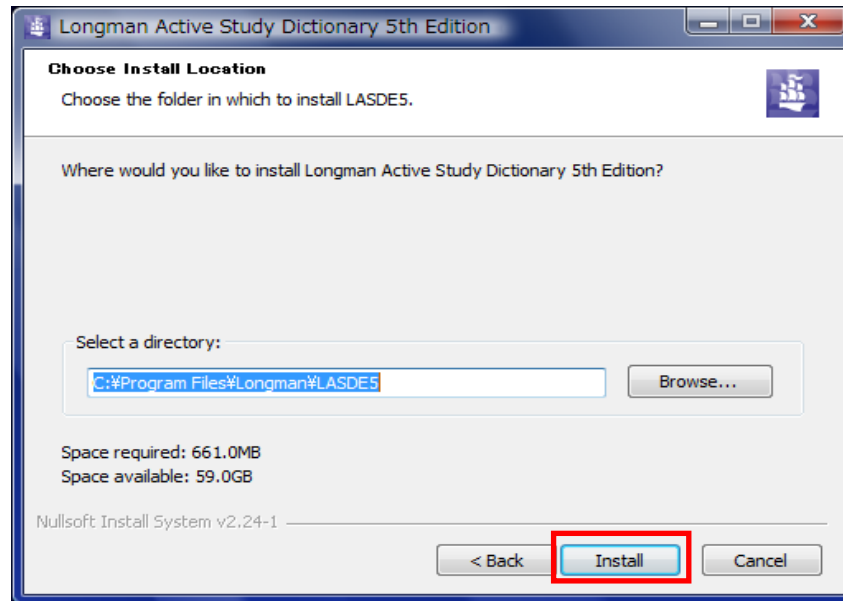 Longman Active Study Dictionary 5th Edition
Choose Install Location
Choose the folder in which to install LASDE5.
Where would you like to install Longman Active Study Dictionary 5th Edition?
Select a directory:
C:¥Program Files¥Longman¥LASDE5
Browse...
Space required: 661.0MB
Space available: 59.0GB
Nullsoft Install System v2.24-1
< Back Install Cancel